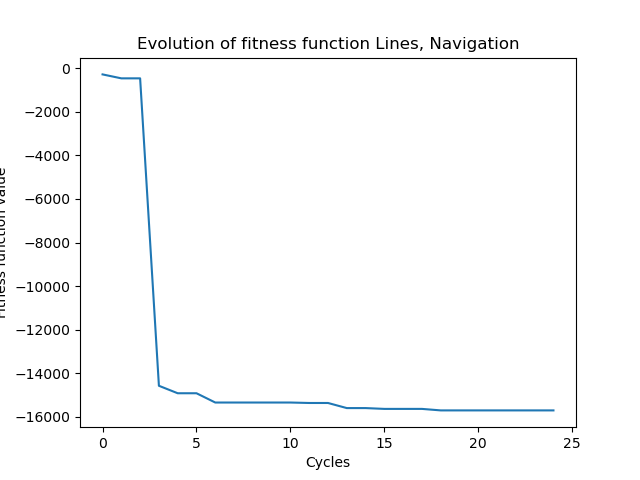 Evolution of fitness function Lines, Navigation
0
−2000
−4000
−6000
−8000
−10000
−12000
−14000
−16000
Fitness function value
0 5 10 15 20 25
Cycles